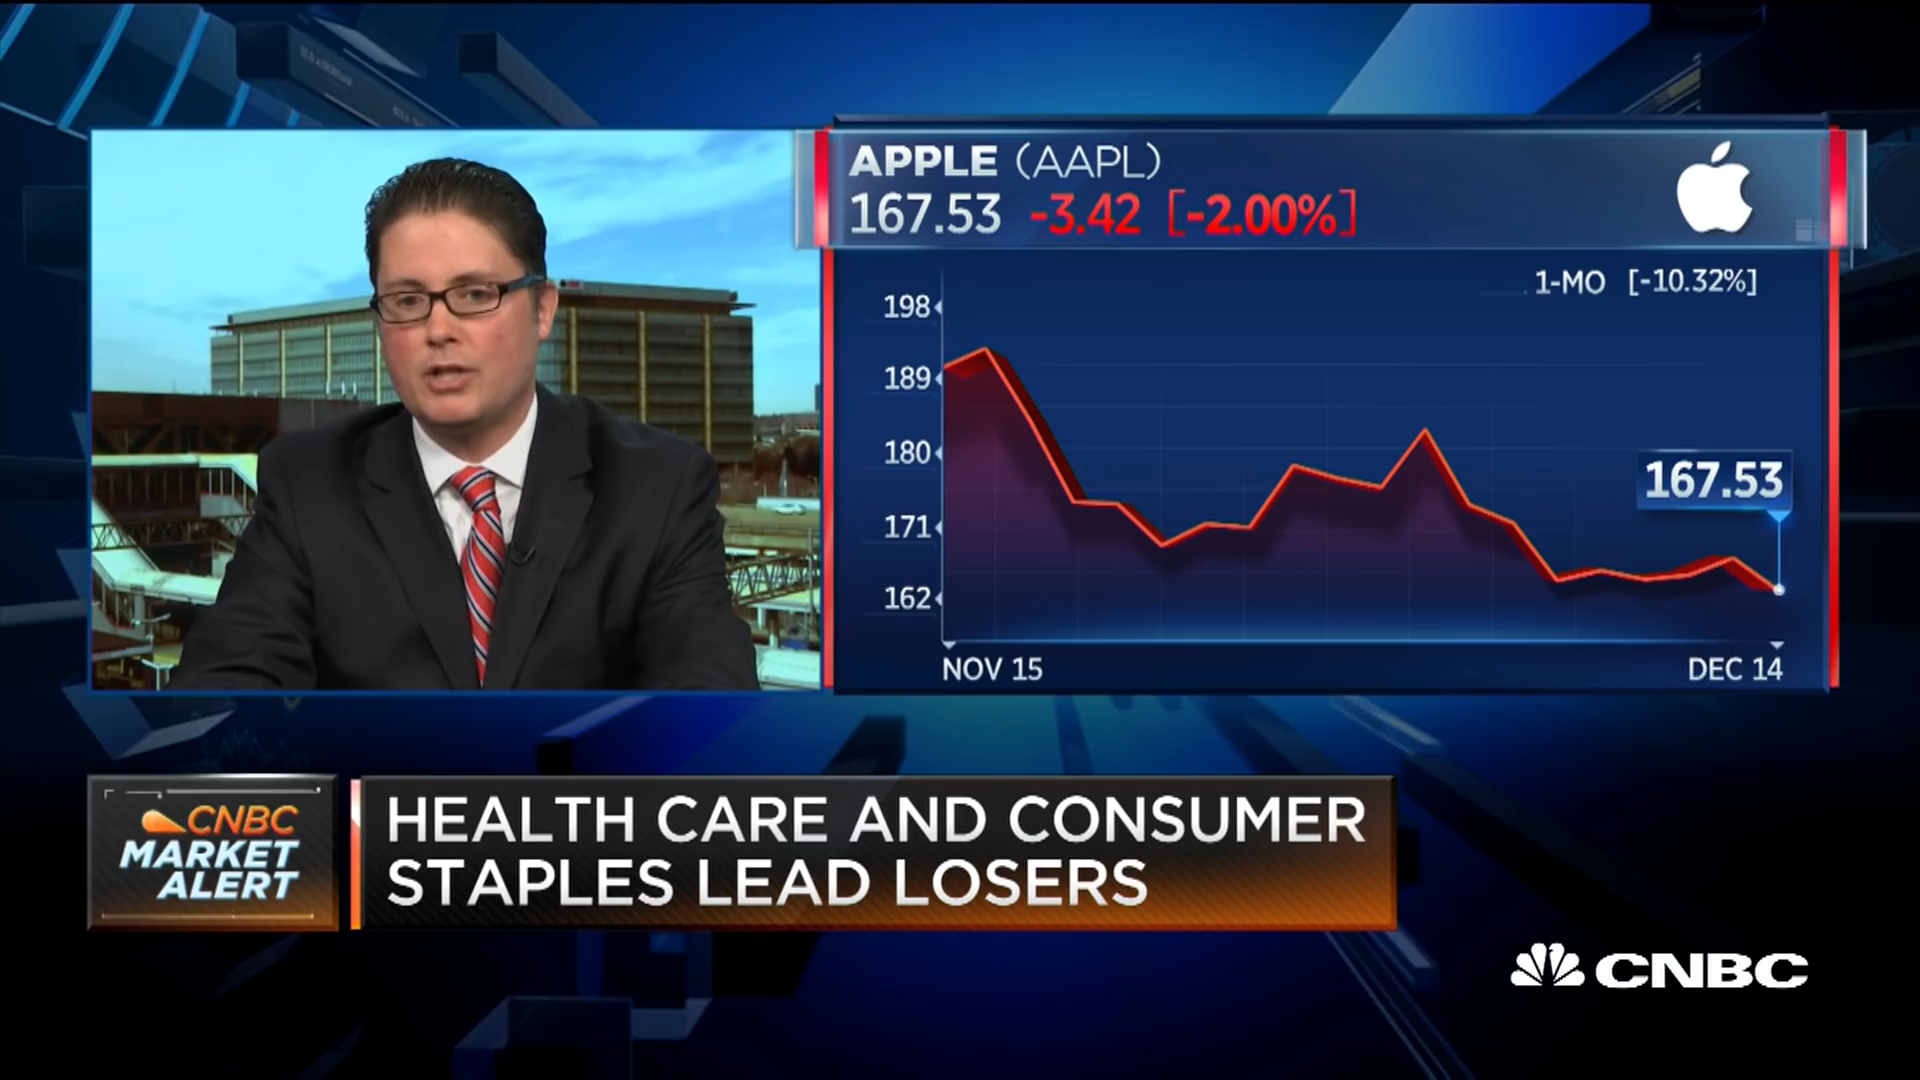 APPLE (AAPL)
167.53 -3.42 [-2.00%]
1-MO [-10.32%]
198
189
180
171
162
167.53
NOV 15
DEC 14
CNBC
MARKET
ALERT
HEALTH CARE AND CONSUMER
STAPLES LEAD LOSERS
CNBC